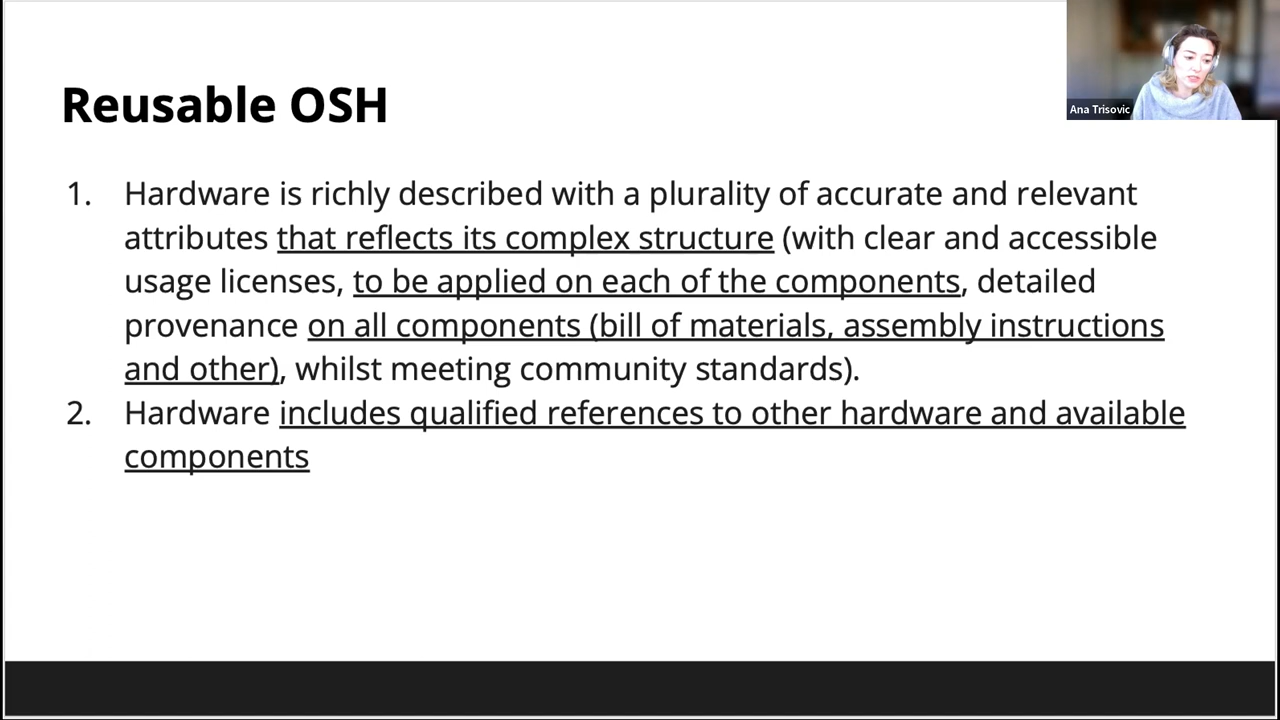 Ana Trisovic
Reusable OSH
1. Hardware is richly described with a plurality of accurate and relevant
attributes that reflects its complex structure (with clear and accessible
usage licenses, to be applied on each of the components, detailed
provenance on all components (bill of materials, assembly instructions
and other), whilst meeting community standards).
2. Hardware includes qualified references to other hardware and available
components